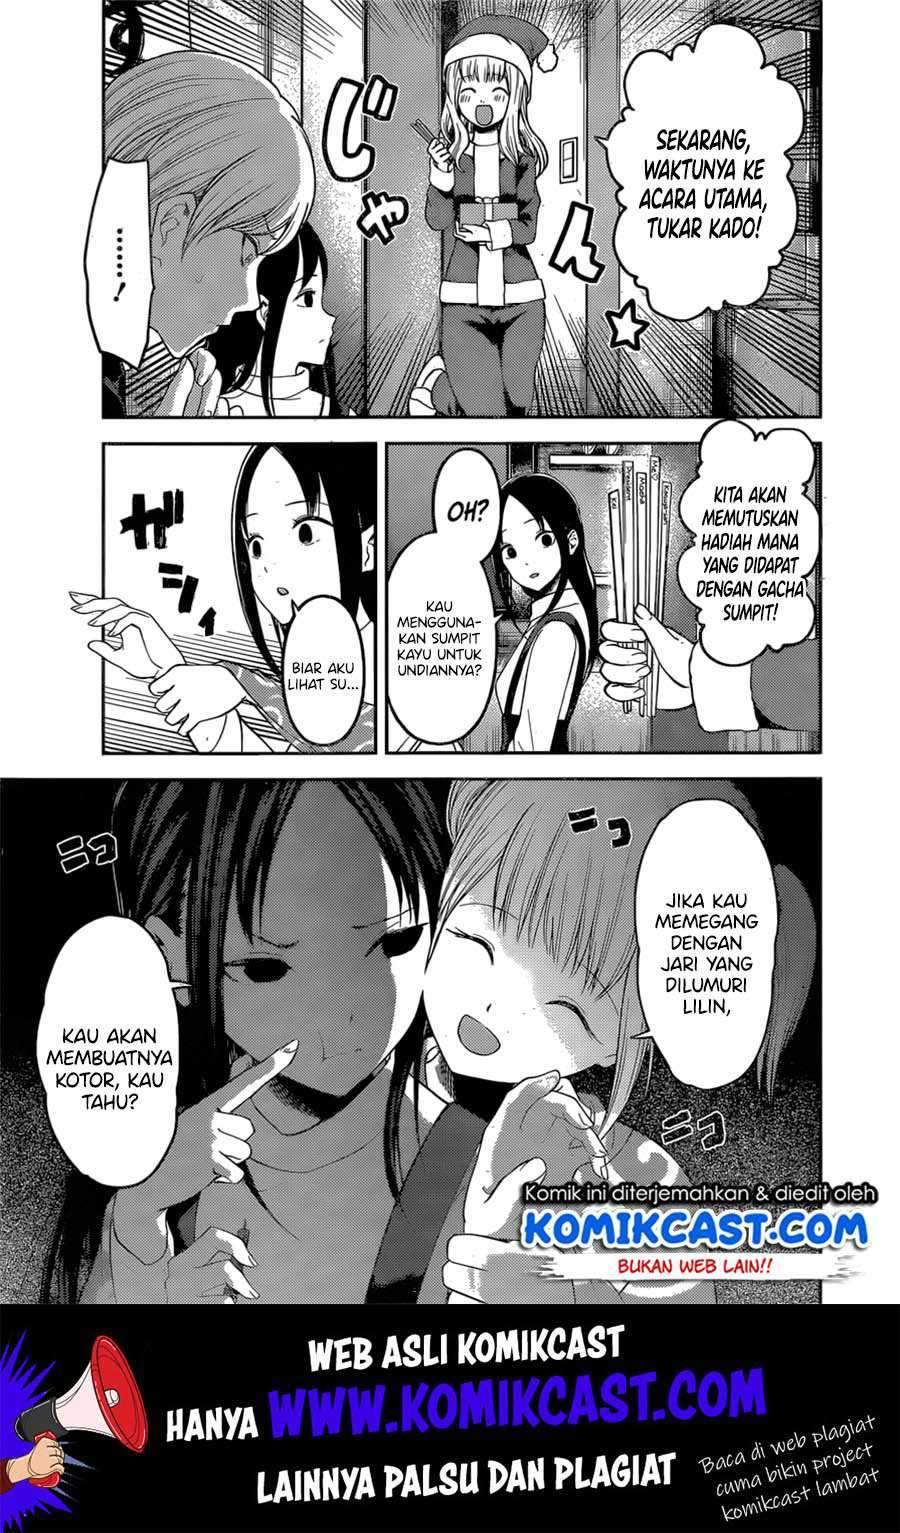 SEKARANG,
WAKTUNYA KE
ACARA UTAMA,
TUKAR KADO!
じゃん
☆
........
KITA AKAN
MEMUTUSKAN
HADIAH MANA
YANG DIDAPAT
DENGAN GACHA
SUMPIT!
Me♡
President
Kei
OH?
KAU
MENGGUNA-
KAN SUMPIT
KAYU UNTUK
UNDIANNYA?
BIAR AKU
LIHAT SU...
JIKA KAU
MEMEGANG
DENGAN
JARI YANG
DILUMURI
LILIN,
ニコ
ニコ
ニコ
KAU AKAN
MEMBUATNYA
KOTOR, KAU
TAHU?
Komik ini diterjemahkan & diedit oleh
KOMIKCAST.COM
BUKAN WEB LAIN!!
WEB ASLI KOMIKCAST
HANYA WWW.KOMIKCAST.COM
LAINNYA PALSU DAN PLAGIAT
Baca di web plagiat
cuma bikin project
komikcast lambat